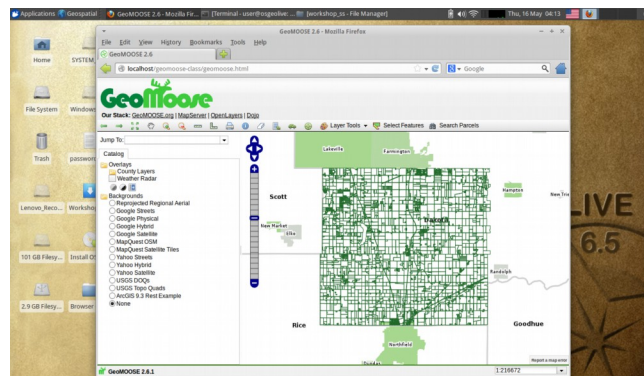 Applications Geospatial GeoMOOSE 2.6 - Mozilla Fir... [Terminal - user@osgeolive: ... [workshop_ss - File Manager] Thu, 16 May 04:13
GeoMOOSE 2.6 - Mozilla Firefox
File Edit View History Bookmarks Tools Help
GeoMOOSE 2.6
localhost/geomoose-class/geomoose.html
Google
GeoMoose
Our Stack: GeoMOOSE.org | MapServer | OpenLayers | Dojo
Layer Tools Select Features Search Parcels
Jump To:
Catalog
Overlays
County Layers
Weather Radar
Backgrounds
Reprojected Regional Aerial
Google Streets
Google Physical
Google Hybrid
Google Satellite
MapQuest OSM
MapQuest Satellite Tiles
Yahoo Streets
Yahoo Hybrid
Yahoo Satellite
USGS DOQs
USGS Topo Quads
ArcGIS 9.3 Rest Example
None
Lakeville
Farmington
Scott
Hampton
New Market
Elko
Dakota
Randolph
Rice
Goodhue
Northfield
Dundas
Report a map error
GeoMOOSE 2.6.1
1:216672
Home
SYSTEM
File System
Windows
Trash
password
Lenovo_Reco...
Workshop
101 GB Filesy...
Install OS
2.9 GB Filesy...
Browser
LIVE
6.5